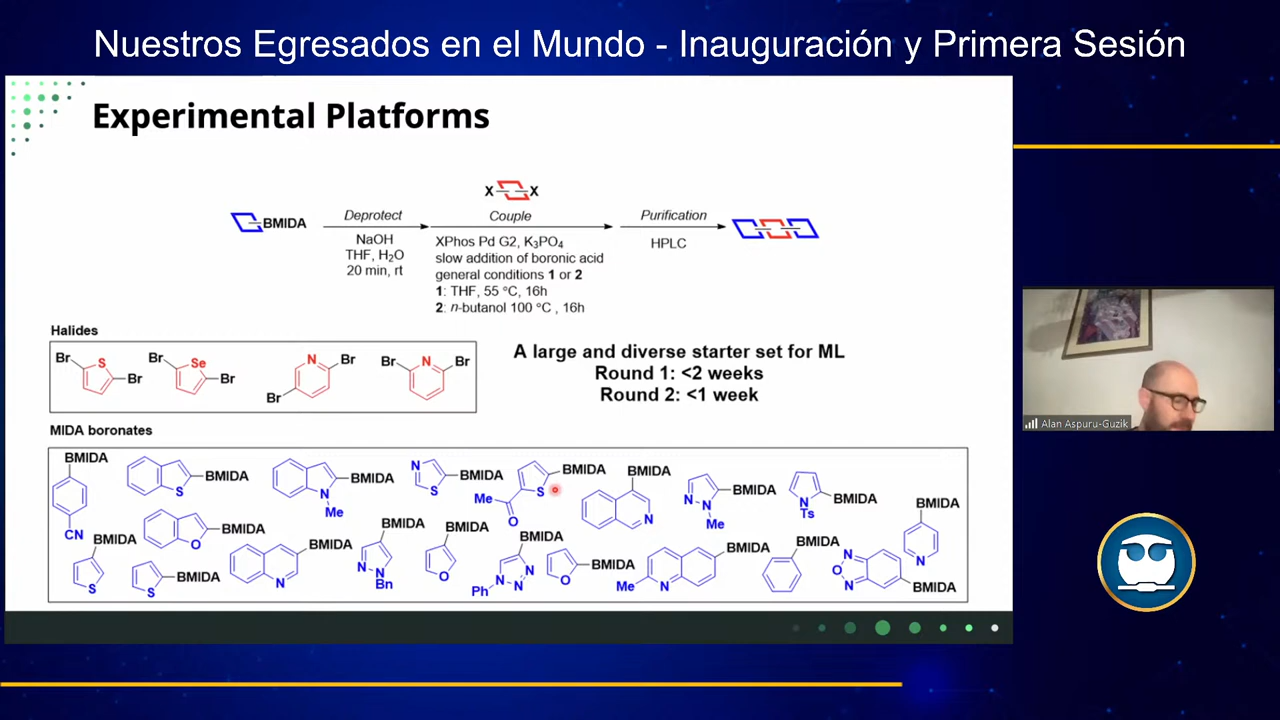 Nuestros Egresados en el Mundo - Inauguración y Primera Sesión
Experimental Platforms
X X
BMIDA
Deprotect
NaOH
THF, H₂O
20 min, rt
Couple
XPhos Pd G2, K₃PO₄
slow addition of boronic acid
general conditions 1 or 2
1: THF, 55 °C, 16h
2: n-butanol 100 °C , 16h
Purification
HPLC
Halides
Br S Br
Br Se Br
N Br Br
Br N Br
A large and diverse starter set for ML
Round 1: <2 weeks
Round 2: <1 week
MIDA boronates
BMIDA CN
S BMIDA
N Me BMIDA
N S BMIDA
Me O S BMIDA
BMIDA N
N N Me BMIDA
N Ts BMIDA
BMIDA N
BMIDA S
O BMIDA
S BMIDA
N BMIDA
BMIDA N N Bn
BMIDA O
BMIDA N N N Ph
O BMIDA
Me N BMIDA
BMIDA
N O N BMIDA
Alan Aspuru-Guzik